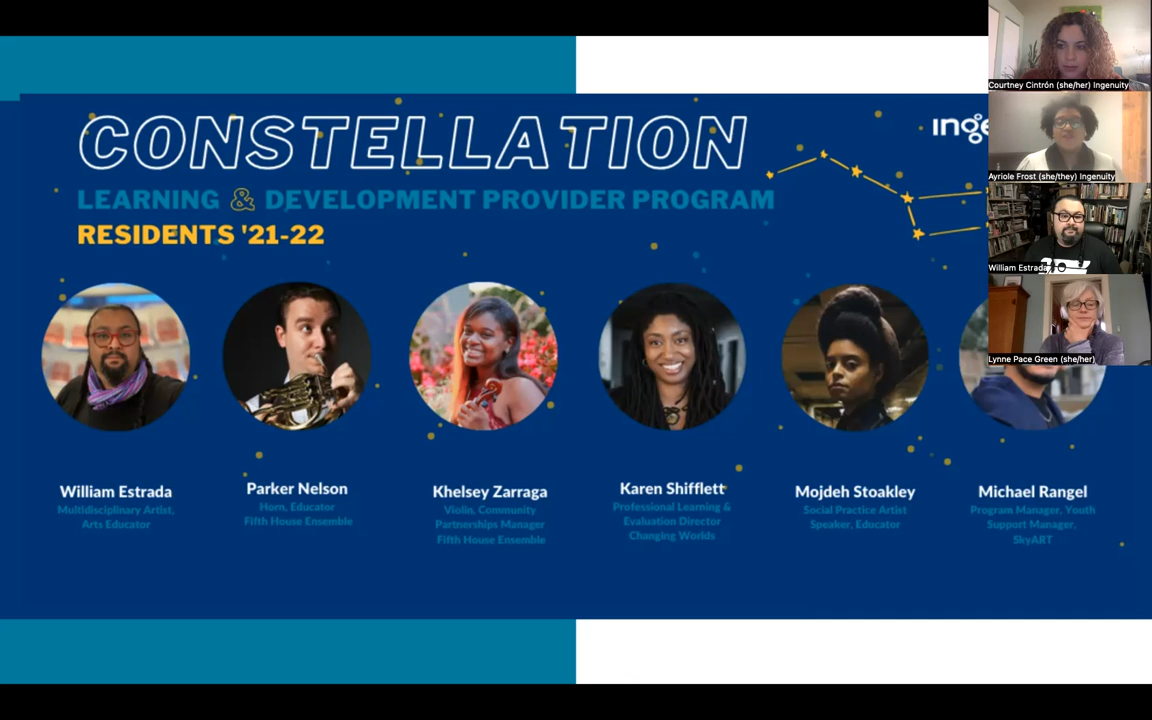 CONSTELLATION
LEARNING & DEVELOPMENT PROVIDER PROGRAM
RESIDENTS '21-22
inge
William Estrada
Multidisciplinary Artist,
Arts Educator
Parker Nelson
Horn, Educator
Fifth House Ensemble
Khelsey Zarraga
Violin, Community
Partnerships Manager
Fifth House Ensemble
Karen Shifflett
Professional Learning &
Evaluation Director
Changing Worlds
Mojdeh Stoakley
Social Practice Artist
Speaker, Educator
Michael Rangel
Program Manager, Youth
Support Manager,
SkyART
Courtney Cintrón (she/her) Ingenuity
Ayriole Frost (she/they) Ingenuity
William Estrada
Lynne Pace Green (she/her)